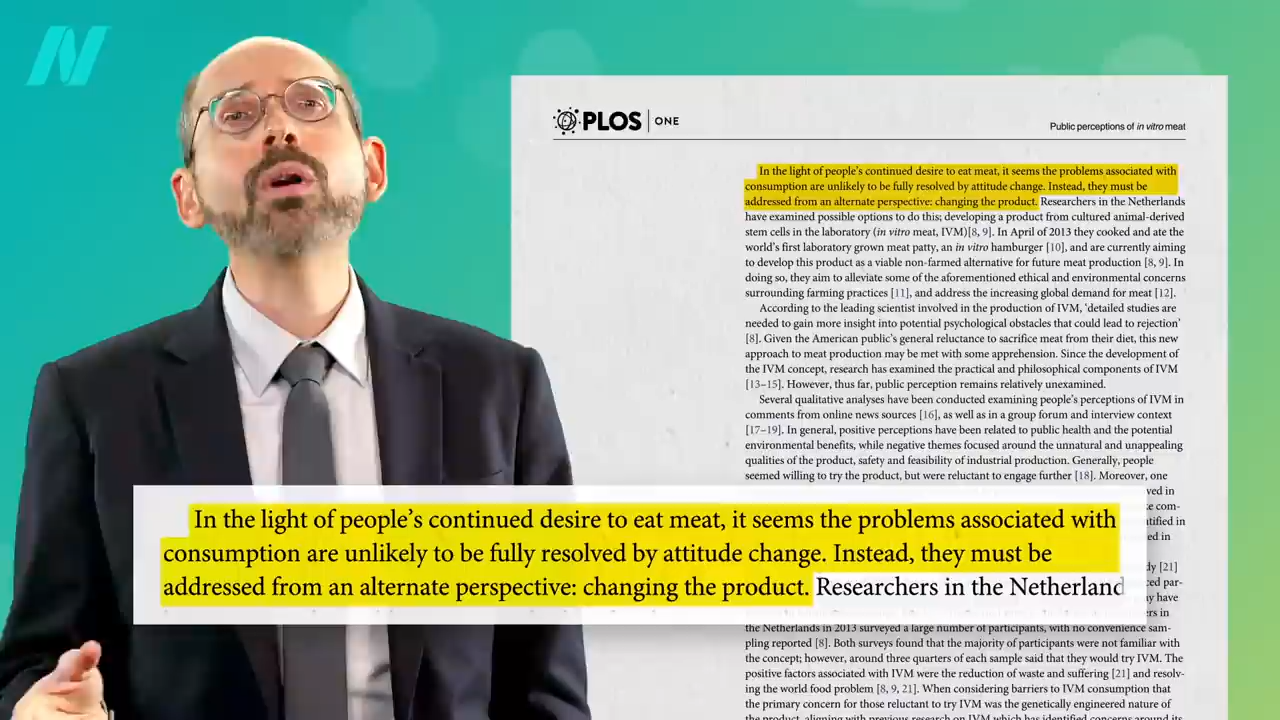 PLOS ONE
Public perceptions of in vitro meat
In the light of people's continued desire to eat meat, it seems the problems associated with
consumption are unlikely to be fully resolved by attitude change. Instead, they must be
addressed from an alternate perspective: changing the product. Researchers in the Netherlands
have examined possible options to do this; developing a product from cultured animal-derived
stem cells in the laboratory (in vitro meat, IVM)[8, 9]. In April of 2013 they cooked and ate the
world's first laboratory grown meat patty, an in vitro hamburger [10], and are currently aiming
to develop this product as a viable non-farmed alternative for future meat production [8, 9]. In
doing so, they aim to alleviate some of the aforementioned ethical and environmental concerns
surrounding farming practices [11], and address the increasing global demand for meat [12].
According to the leading scientist involved in the production of IVM, 'detailed studies are
needed to gain more insight into potential psychological obstacles that could lead to rejection'
[8]. Given the American public's general reluctance to sacrifice meat from their diet, this new
approach to meat production may be met with some apprehension. Since the development of
the IVM concept, research has examined the practical and philosophical components of IVM
[13–15]. However, thus far, public perception remains relatively unexamined.
Several qualitative analyses have been conducted examining people's perceptions of IVM in
comments from online news sources [16], as well as in a group forum and interview context
[17–19]. In general, positive perceptions have been related to public health and the potential
environmental benefits, while negative themes focused around the unnatural and unappealing
qualities of the product, safety and feasibility of industrial production. Generally, people
seemed willing to try the product, but were reluctant to engage further [18]. Moreover, one
In the light of people's continued desire to eat meat, it seems the problems associated with
consumption are unlikely to be fully resolved by attitude change. Instead, they must be
addressed from an alternate perspective: changing the product. Researchers in the Netherland
the Netherlands in 2013 surveyed a large number of participants, with no convenience sam-
pling reported [8]. Both surveys found that the majority of participants were not familiar with
the concept; however, around three quarters of each sample said that they would try IVM. The
positive factors associated with IVM were the reduction of waste and suffering [21] and resolv-
ing the world food problem [8, 9, 21]. When considering barriers to IVM consumption that
the primary concern for those reluctant to try IVM was the genetically engineered nature of
the product, aligning with previous research on IVM which has identified concerns around its